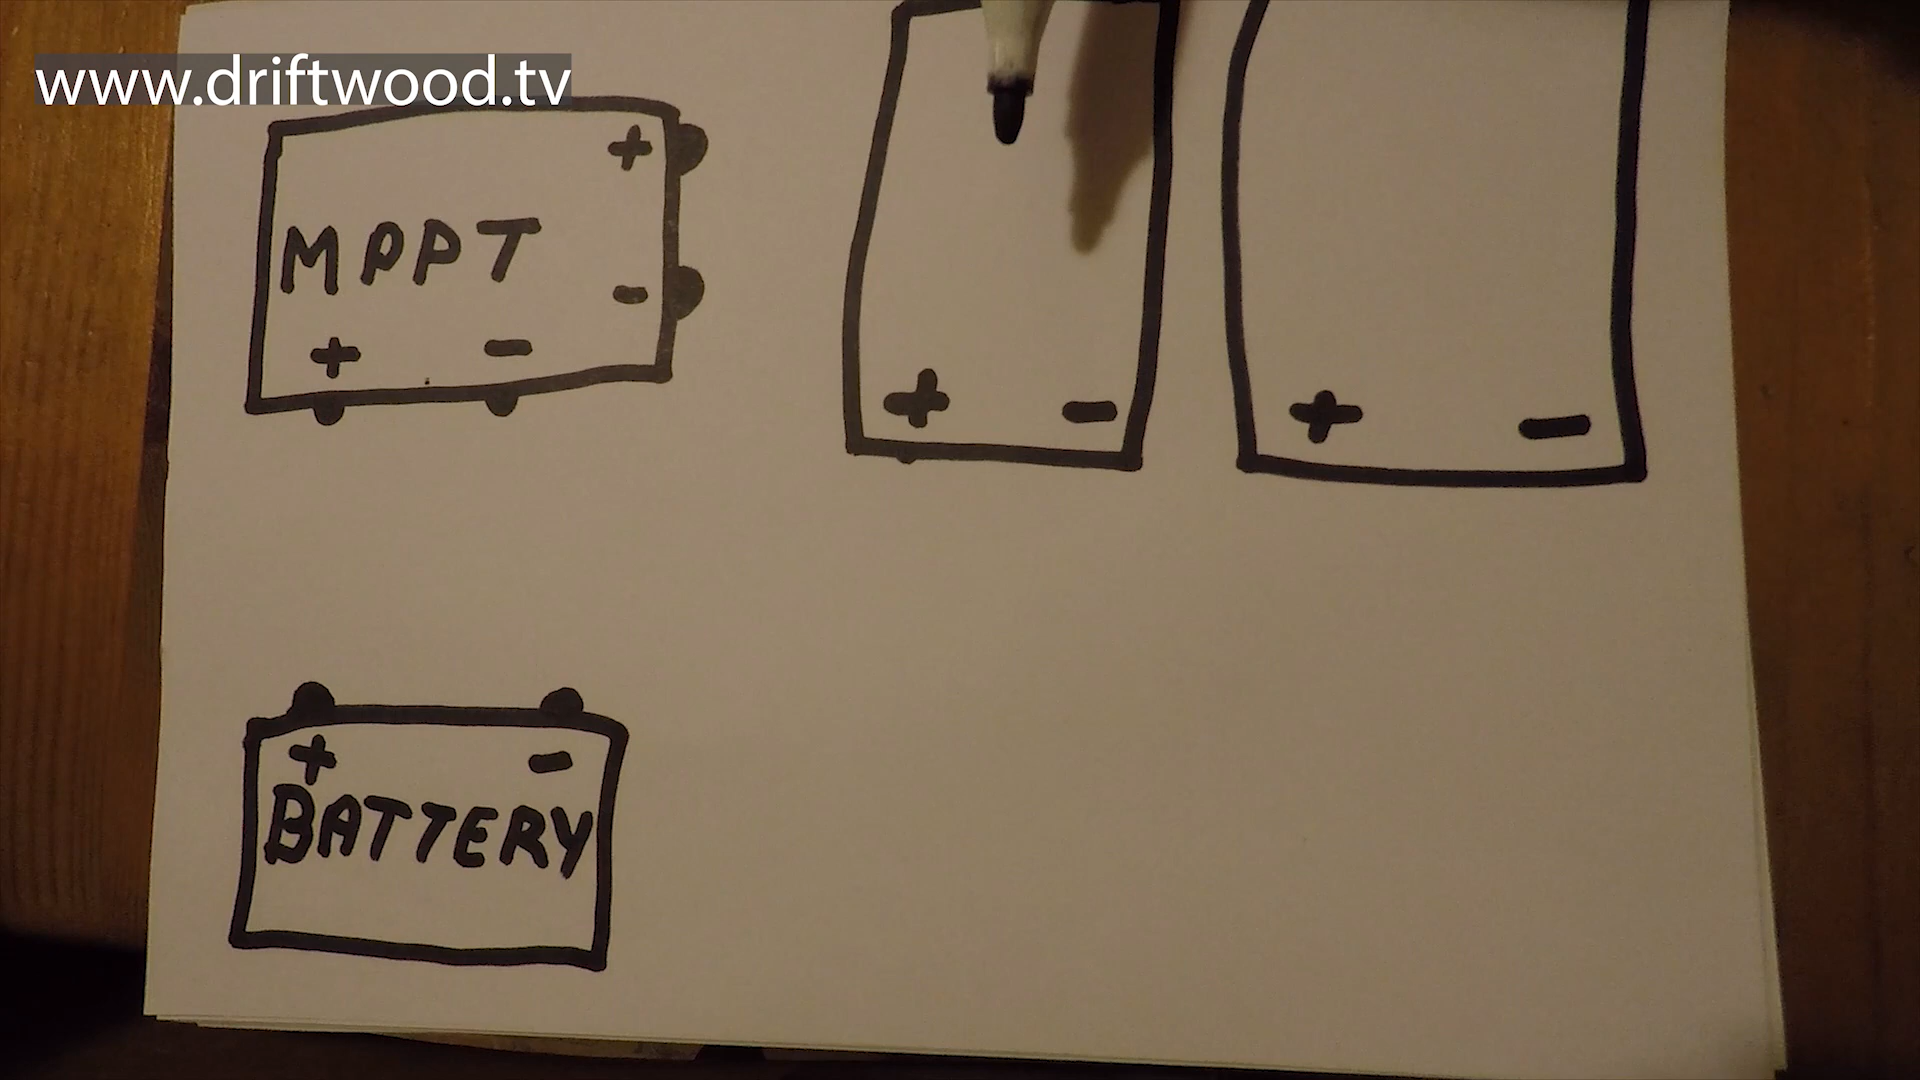 www.driftwood.tv
+
MPPT
-
+ -
+ -
+ -
+ -
BATTERY